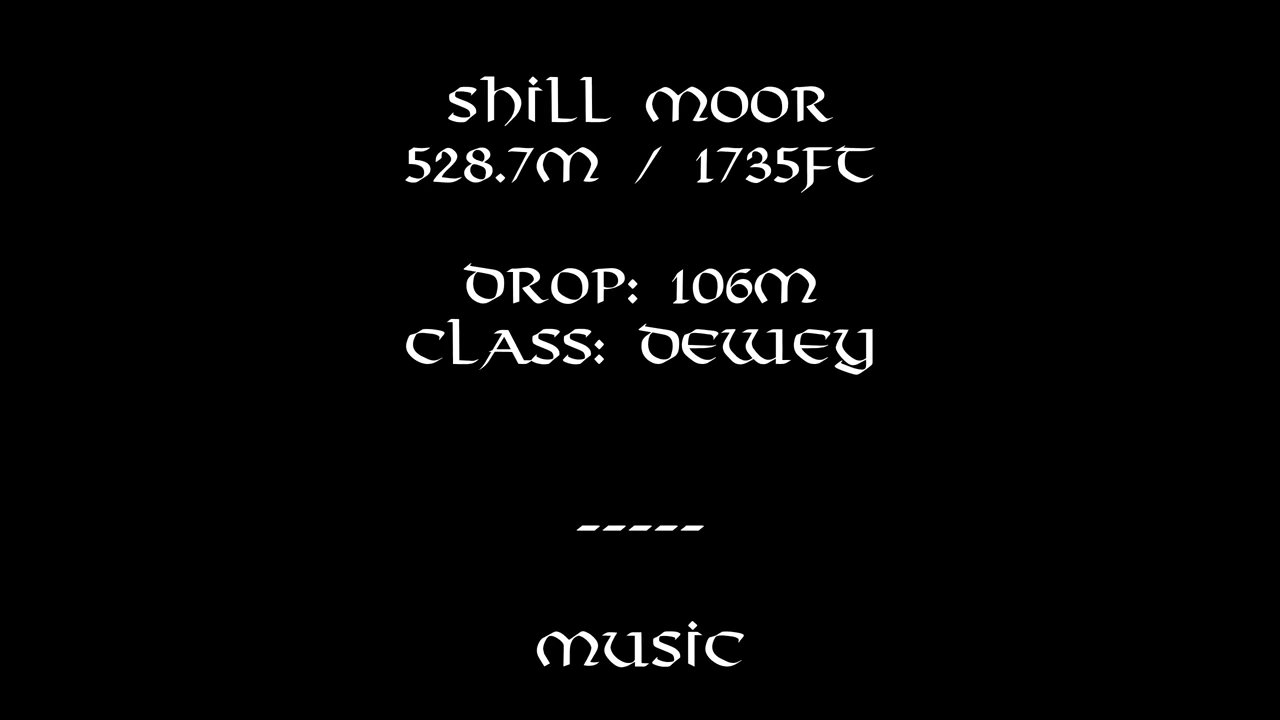 Shill Moor
528.7m / 1735ft
Drop: 106m
Class: Dewey
-----
Music